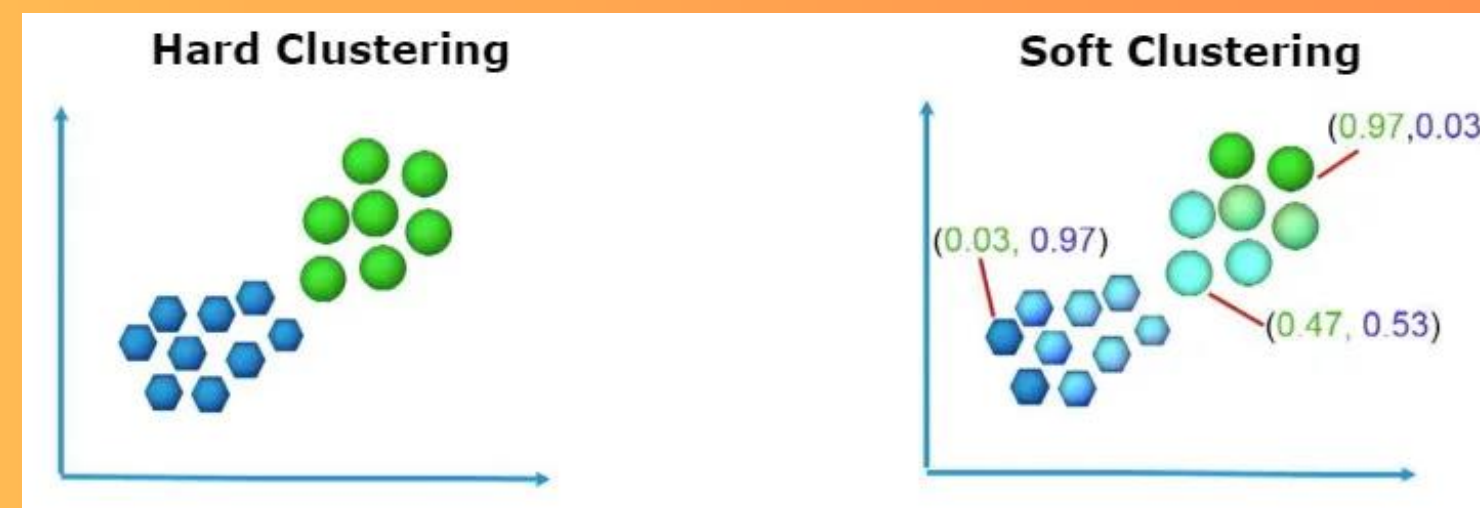 Hard Clustering
Soft Clustering
(0.97,0.03
(0.03, 0.97)
(0.47, 0.53)